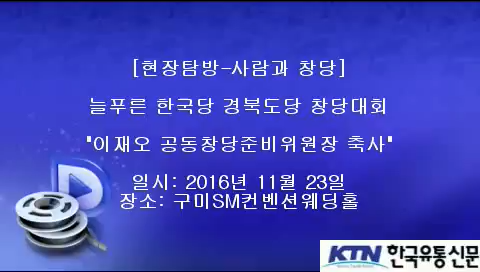 [현장탐방-사람과 창당]
늘푸른 한국당 경북도당 창당대회
"이재오 공동창당준비위원장 축사"
일시: 2016년 11월 23일
장소: 구미SM컨벤션웨딩홀
KTN 한국유통신문